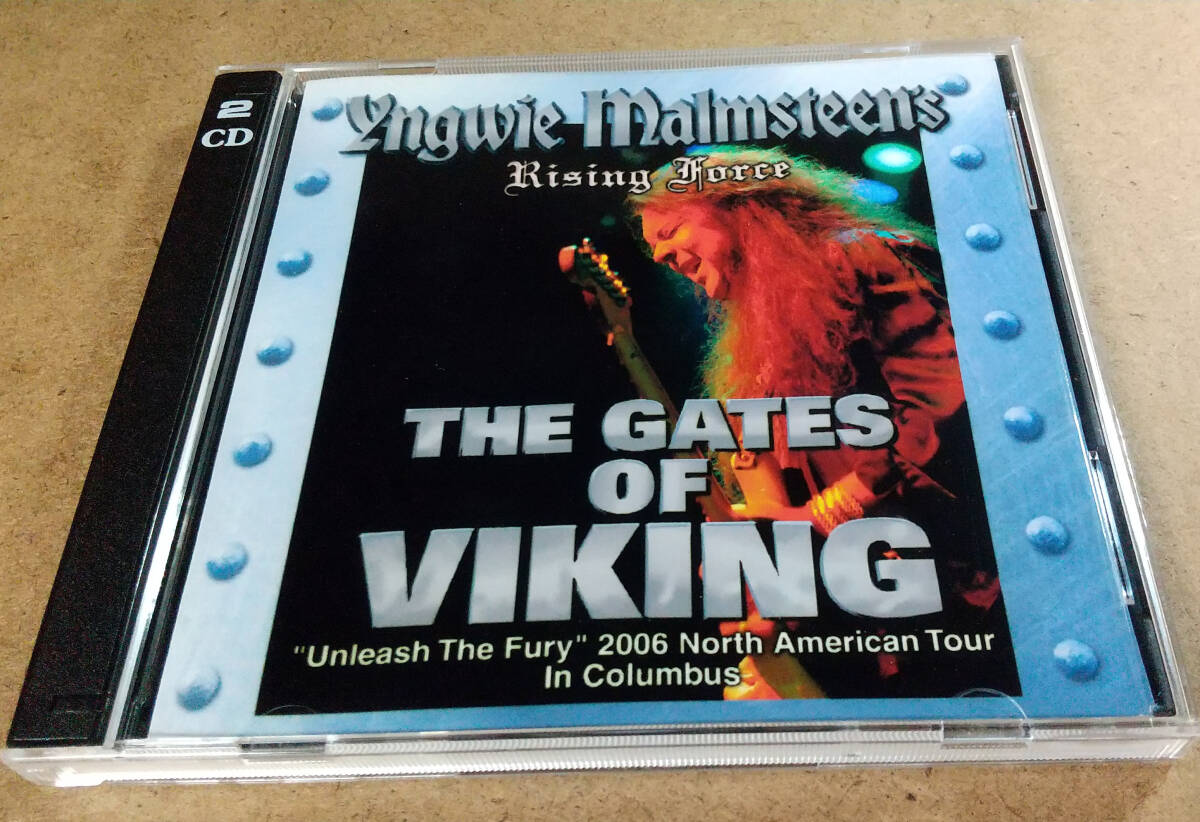 2
CD
Yngwie Malmsteen's
Rising Force
THE GATES
OF
VIKING
"Unleash The Fury" 2006 North American Tour
In Columbus